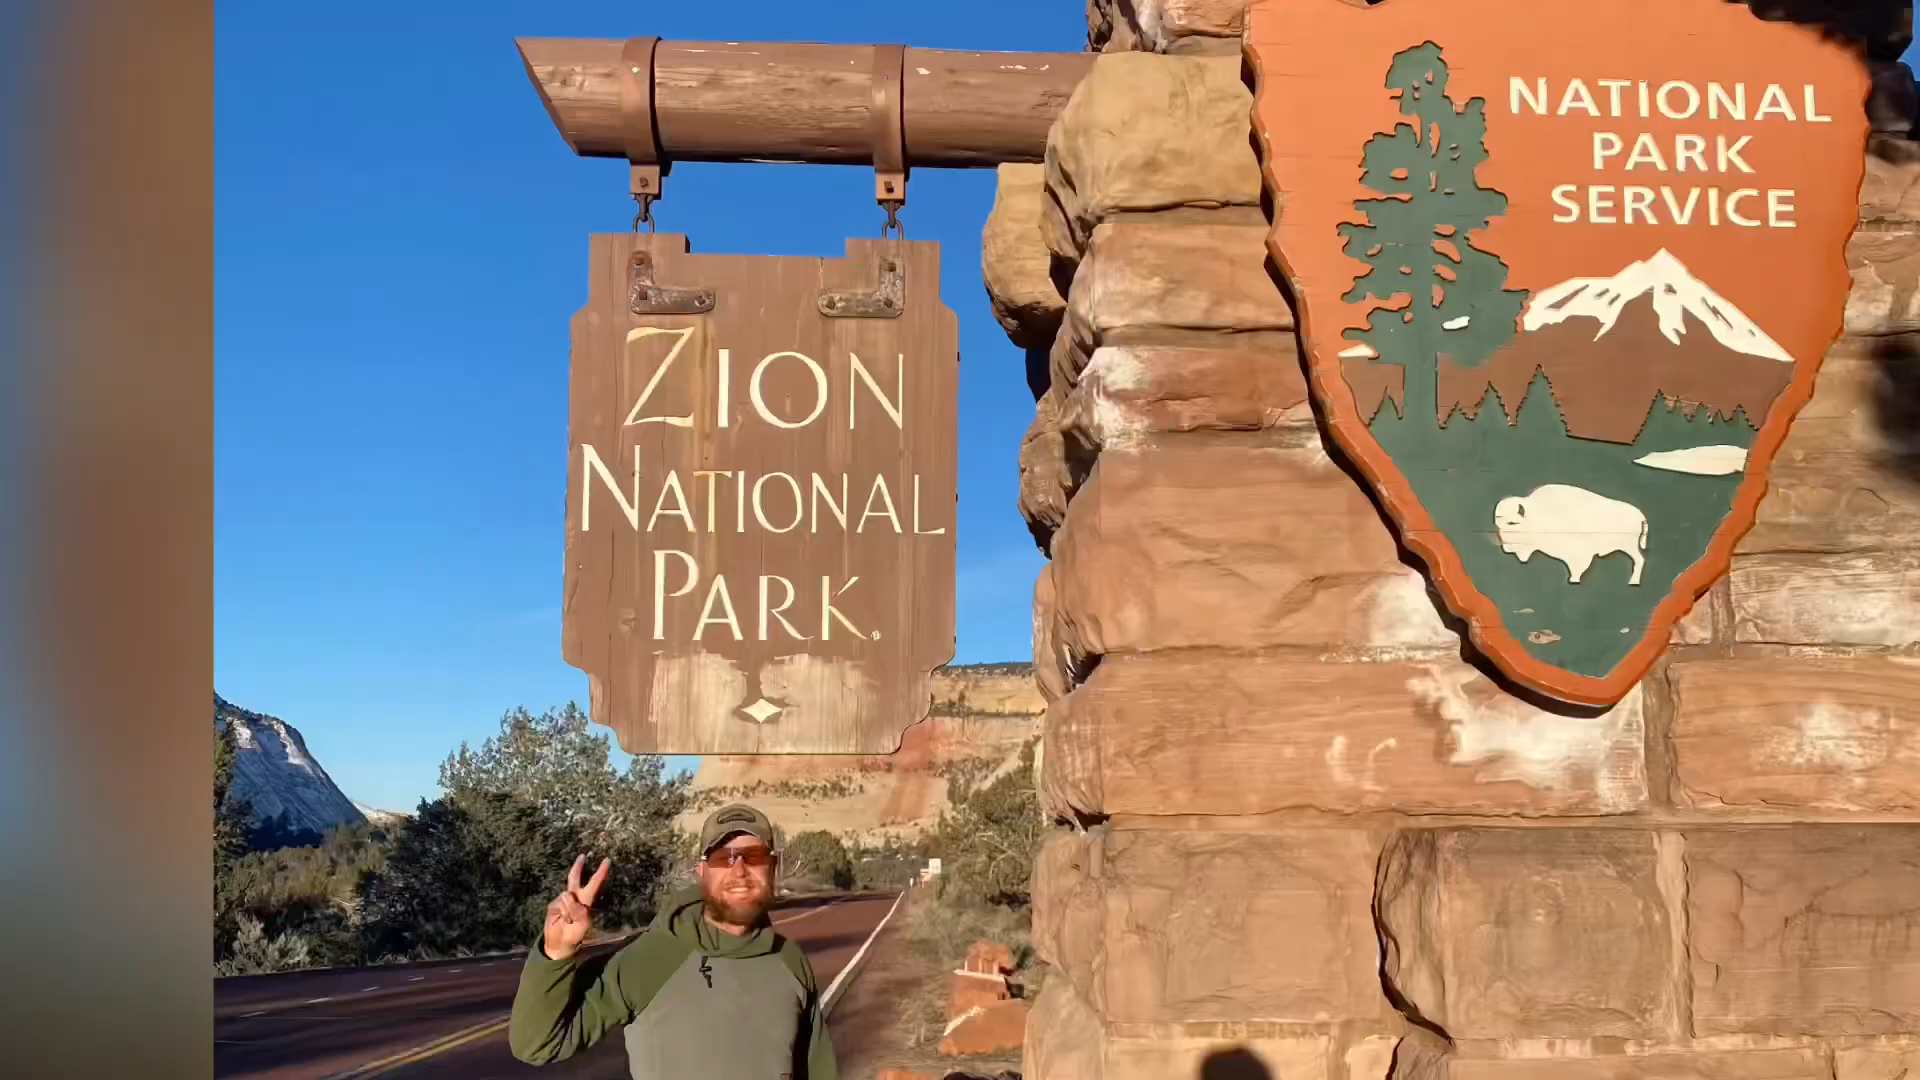 ZION
NATIONAL
PARK.
NATIONAL
PARK
SERVICE